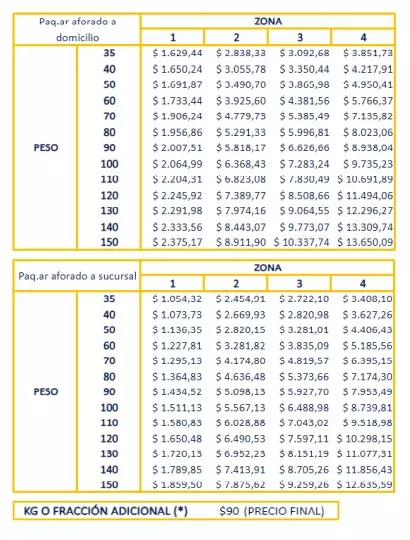 Paq.ar aforado a domicilio ZONA
1 2 3 4
35 $ 1.629,44 $ 2.838,33 $ 3.092,68 $ 3.851,73
40 $ 1.650,24 $ 3.055,78 $ 3.350,44 $ 4.217,91
50 $ 1.691,87 $ 3.490,70 $ 3.865,98 $ 4.950,41
60 $ 1.733,44 $ 3.925,60 $ 4.381,56 $ 5.766,37
70 $ 1.906,24 $ 4.779,73 $ 5.385,49 $ 7.135,82
80 $ 1.956,86 $ 5.291,33 $ 5.996,81 $ 8.023,06
PESO 90 $ 2.007,51 $ 5.818,17 $ 6.626,66 $ 8.938,04
100 $ 2.064,99 $ 6.368,43 $ 7.283,24 $ 9.735,23
110 $ 2.204,31 $ 6.823,08 $ 7.830,49 $ 10.691,89
120 $ 2.245,92 $ 7.389,77 $ 8.508,66 $ 11.494,06
130 $ 2.291,98 $ 7.974,16 $ 9.064,55 $ 12.296,27
140 $ 2.333,56 $ 8.443,07 $ 9.773,07 $ 13.309,74
150 $ 2.375,17 $ 8.911,90 $ 10.337,74 $ 13.650,09
Paq.ar aforado a sucursal ZONA
1 2 3 4
35 $ 1.054,32 $ 2.454,91 $ 2.722,10 $ 3.408,10
40 $ 1.073,73 $ 2.669,93 $ 2.820,98 $ 3.627,26
50 $ 1.136,35 $ 2.820,15 $ 3.281,01 $ 4.406,43
60 $ 1.227,81 $ 3.281,82 $ 3.835,09 $ 5.185,56
70 $ 1.295,13 $ 4.174,80 $ 4.819,57 $ 6.395,15
80 $ 1.364,83 $ 4.636,48 $ 5.373,66 $ 7.174,30
PESO 90 $ 1.434,52 $ 5.098,13 $ 5.927,70 $ 7.953,49
100 $ 1.511,13 $ 5.567,13 $ 6.488,98 $ 8.739,81
110 $ 1.580,83 $ 6.028,88 $ 7.043,02 $ 9.518,98
120 $ 1.650,48 $ 6.490,53 $ 7.597,11 $ 10.298,15
130 $ 1.720,13 $ 6.952,23 $ 8.151,19 $ 11.077,31
140 $ 1.789,85 $ 7.413,91 $ 8.705,26 $ 11.856,43
150 $ 1.859,50 $ 7.875,62 $ 9.259,26 $ 12.635,59
KG O FRACCIÓN ADICIONAL (*) $90 (PRECIO FINAL)